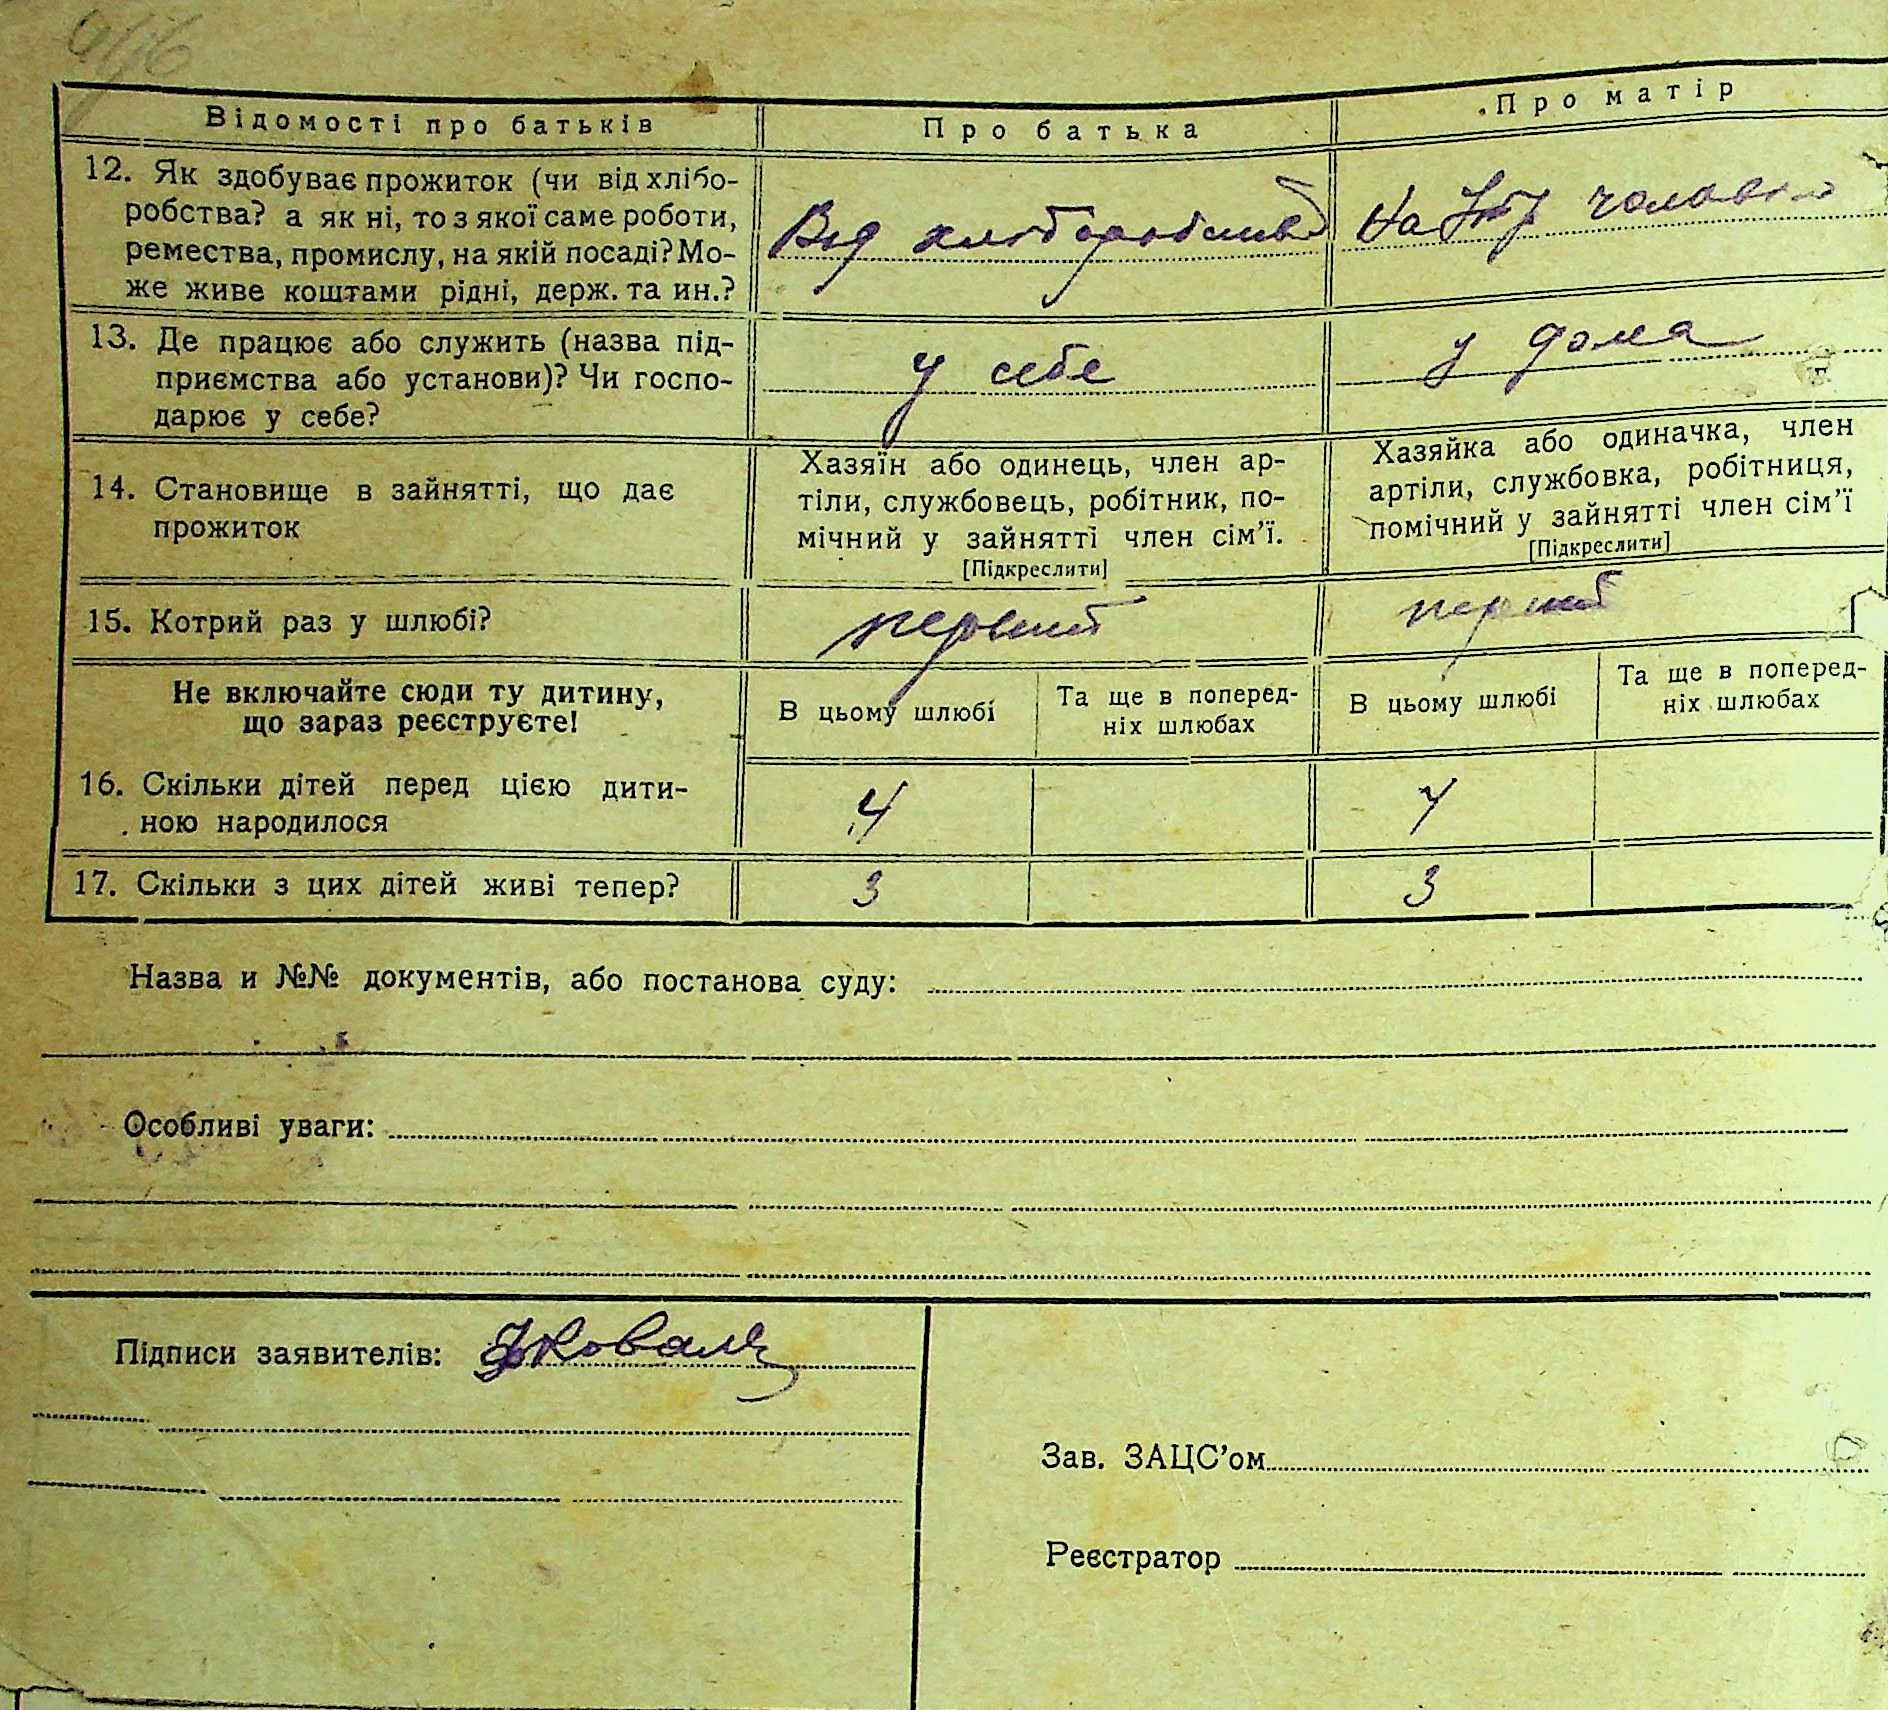 Відомості про батьків Про батька Про матір
12. Як здобуває прожиток (чи від хлібо-
робства? а як ні, то з якої саме роботи,
ремества, промислу, на якій посаді? Мо-
же живе коштами рідні, держ. та ин.?
Від хліборобства
На утр чоловіка
13. Де працює або служить (назва під-
приємства або установи)? Чи госпо-
дарює у себе?
у себе
у дома
14. Становище в зайнятті, що дає
прожиток
Хазяїн або одинець, член ар-
тіли, службовець, робітник, по-
мічний у зайнятті член сім'ї.
[Підкреслити]
Хазяйка або одиначка, член
артіли, службовка, робітниця,
помічний у зайнятті член сім'ї
[Підкреслити]
15. Котрий раз у шлюбі?
перший
перший
Не включайте сюди ту дитину,
що зараз реєструєте!
В цьому шлюбі
Та ще в поперед-
ніх шлюбах
В цьому шлюбі
Та ще в поперед-
ніх шлюбах
16. Скільки дітей перед цією дити-
ною народилося
4
4
17. Скільки з цих дітей живі тепер?
3
3
Назва и №№ документів, або постанова суду:
Особливі уваги:
Підписи заявителів: Коваль
Зав. ЗАЦС'ом
Реєстратор